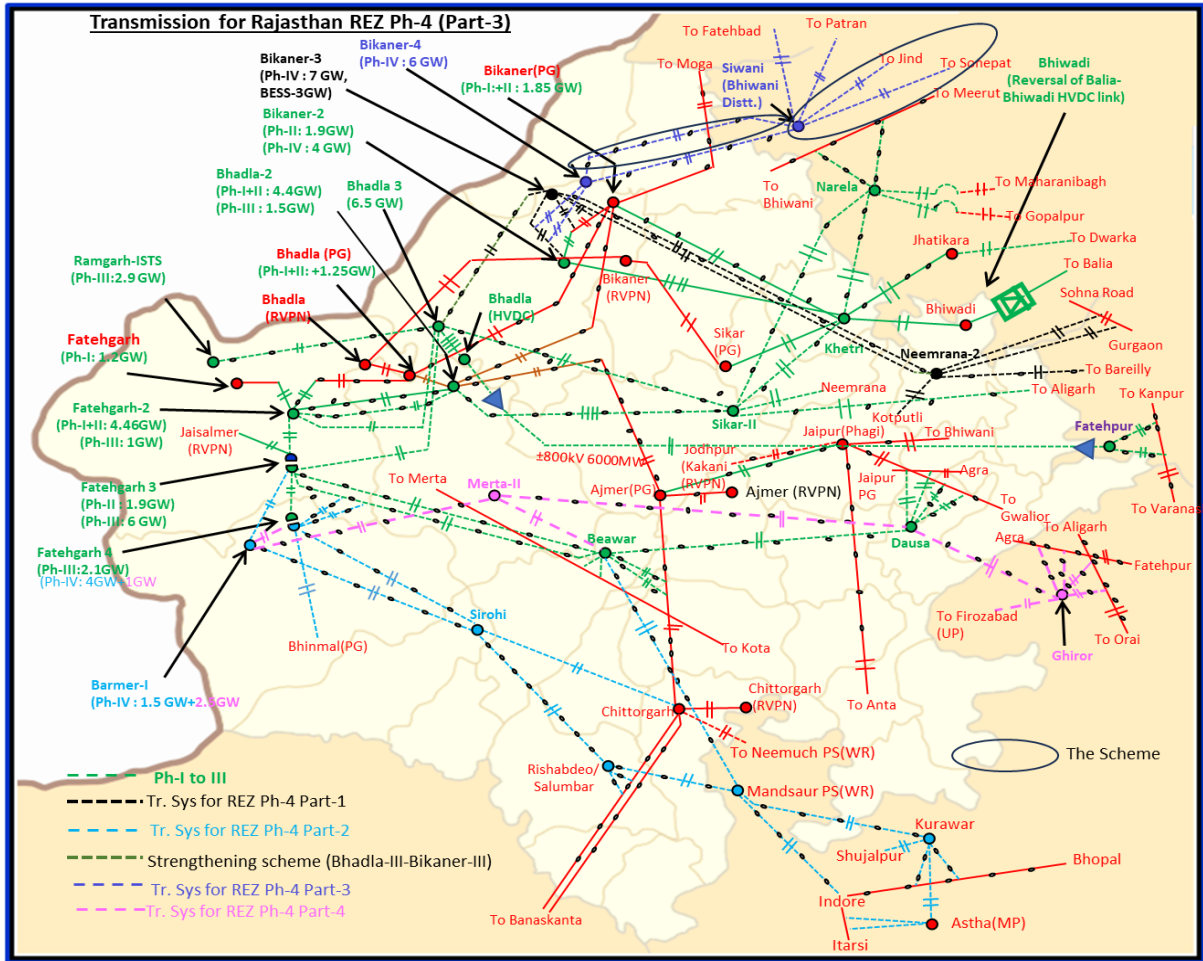 Transmission for Rajasthan REZ Ph-4 (Part-3)
Bikaner-3
(Ph-IV : 7 GW,
BESS-3GW)
Bikaner-4
(Ph-IV : 6 GW)
Bikaner(PG)
(Ph-I:+II : 1.85 GW)
To Fatehbad
To Patran
To Moga
Siwani
(Bhiwani
Distt.)
To Jind
To Sonepat
To Meerut
Bhiwadi
(Reversal of Balia-
Bhiwadi HVDC link)
Bikaner-2
(Ph-II: 1.9GW)
(Ph-IV : 4 GW)
Bhadla-2
(Ph-I+II : 4.4GW)
(Ph-III : 1.5GW)
Bhadla 3
(6.5 GW)
To
Bhiwani
Narela
To Maharanibagh
To Gopalpur
Jhatikara
To Dwarka
To Balia
Ramgarh-ISTS
(Ph-III:2.9 GW)
Bhadla (PG)
(Ph-I+II: +1.25GW)
Bhadla
(RVPN)
Bhadla
(HVDC)
Bikaner
(RVPN)
Bhiwadi
Sohna Road
Sikar
(PG)
Khetri
Neemrana-2
Gurgaon
Fatehgarh
(Ph-I: 1.2GW)
To Bareilly
Neemrana
To Aligarh
To Kanpur
Fatehgarh-2
(Ph-I+II: 4.46GW)
(Ph-III: 1GW)
Sikar-II
Kotputli
Jaisalmer
(RVPN)
Jodhpur
(Kakani)
(RVPN)
Jaipur(Phagi)
To Bhiwani
Fatehpur
±800kV 6000MW
To Merta
Jaipur
PG
Agra
Fatehgarh 3
(Ph-II : 1.9GW)
(Ph-III: 6 GW)
Merta-II
Ajmer(PG)
Ajmer (RVPN)
To
Gwalior
To Varanas
To Aligarh
Agra
Fatehgarh 4
(Ph-III:2.1GW)
(Ph-IV: 4GW+1GW
Beawar
Dausa
Fatehpur
To Firozabad
(UP)
To Orai
Ghiror
Sirohi
Bhinmal(PG)
To Kota
Barmer-I
(Ph-IV : 1.5 GW+2.5GW
Chittorgarh
Chittorgarh
(RVPN)
To Anta
To Neemuch PS(WR)
The Scheme
Rishabdeo/
Salumbar
Mandsaur PS(WR)
Ph-I to III
Tr. Sys for REZ Ph-4 Part-1
Tr. Sys for REZ Ph-4 Part-2
Strengthening scheme (Bhadla-III-Bikaner-III)
Tr. Sys for REZ Ph-4 Part-3
Tr. Sys for REZ Ph-4 Part-4
Kurawar
Shujalpur
Bhopal
Indore
To Banaskanta
Astha(MP)
Itarsi